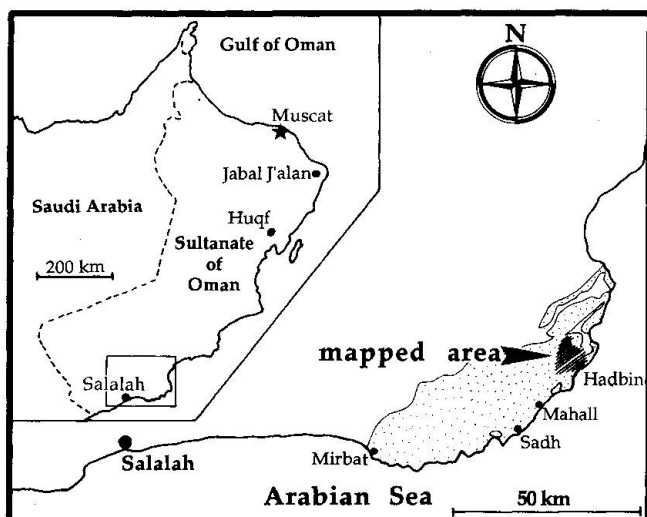 Gulf of Oman
N
Muscat
Jabal J'alan
Saudi Arabia
Huqf
200 km
Sultanate
of
Oman
Salalah
mapped area
Hadbin
Mahall
Sadh
Salalah
Mirbat
Arabian Sea
50 km